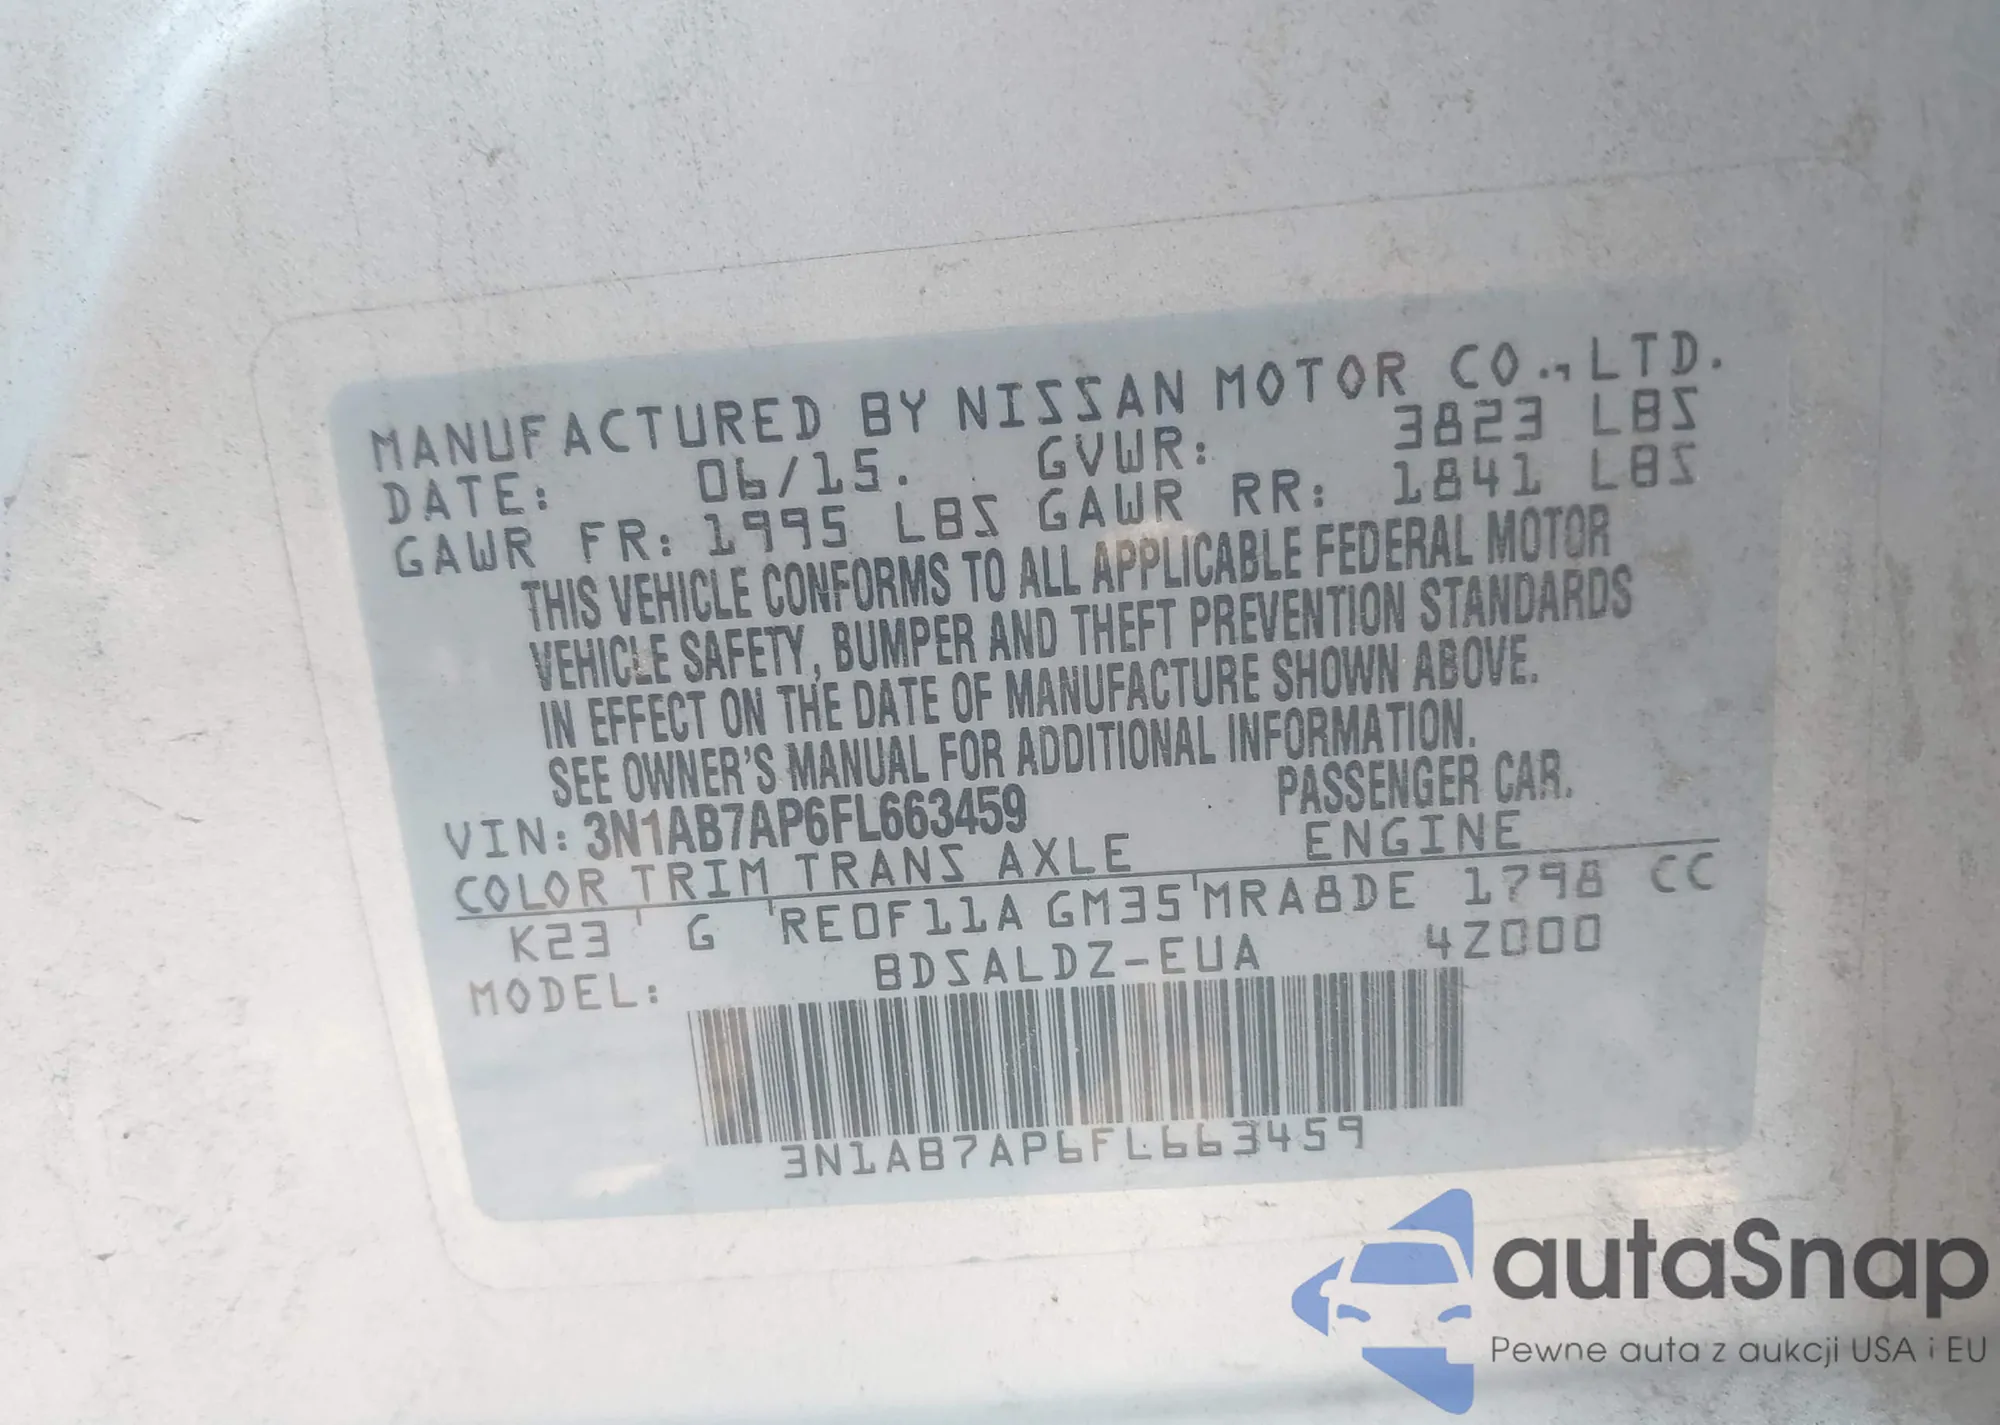 MANUFACTURED BY NISSAN MOTOR CO.,LTD.
DATE: 06/15. GVWR: 3823 LBS
GAWR FR: 1995 LBS GAWR RR: 1841 LBS
THIS VEHICLE CONFORMS TO ALL APPLICABLE FEDERAL MOTOR
VEHICLE SAFETY, BUMPER AND THEFT PREVENTION STANDARDS
IN EFFECT ON THE DATE OF MANUFACTURE SHOWN ABOVE.
SEE OWNER'S MANUAL FOR ADDITIONAL INFORMATION.
VIN: 3N1AB7AP6FL663459 PASSENGER CAR.
COLOR TRIM TRANS AXLE ENGINE
K23 G RE0F11A GM35 MRA8DE 1798 CC
MODEL: BDSALDZ-EUA 4Z000
3N1AB7AP6FL663459
autaSnap
Pewne auta z aukcji USA i EU